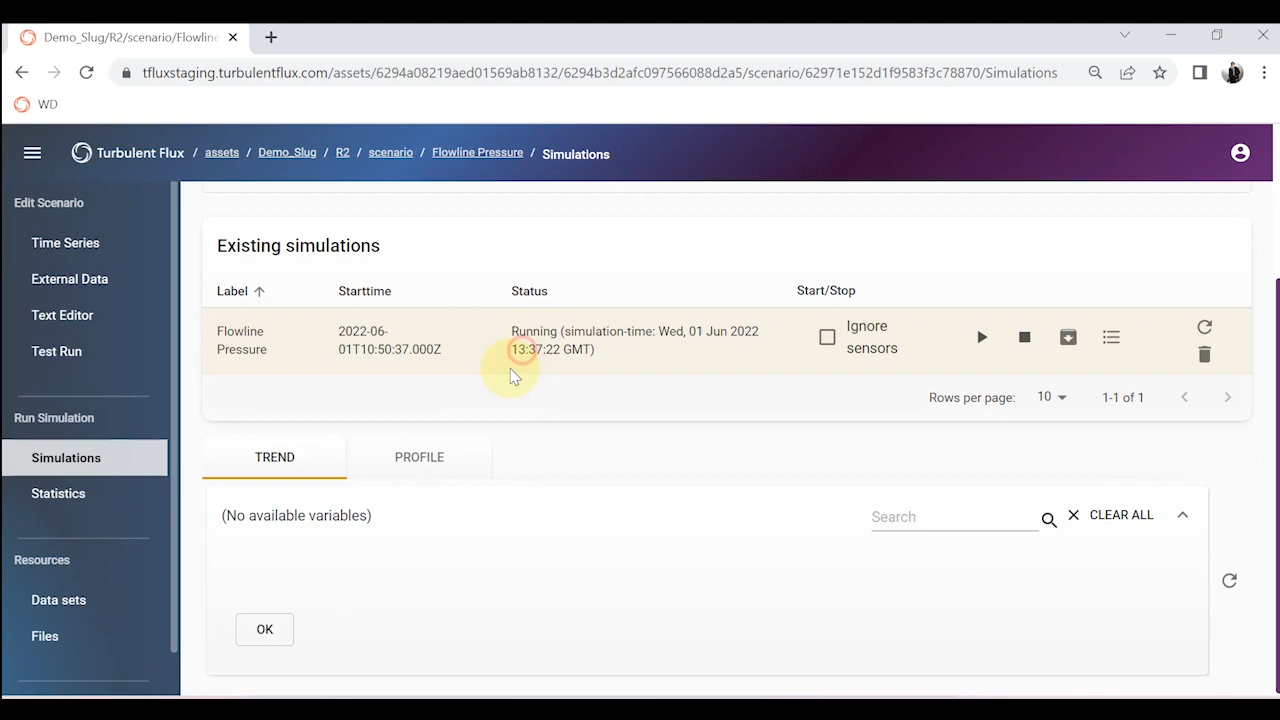 Demo_Slug/R2/scenario/Flowline
tfluxstaging.turbulentflux.com/assets/6294a08219aed01569ab8132/6294b3d2afc097566088d2a5/scenario/62971e152d1f9583f3c78870/Simulations
WD
Turbulent Flux / assets / Demo_Slug / R2 / scenario / Flowline Pressure / Simulations
Edit Scenario
Time Series
External Data
Text Editor
Test Run
Run Simulation
Simulations
Statistics
Resources
Data sets
Files
Existing simulations
Label Starttime Status Start/Stop
Flowline
Pressure
2022-06-
01T10:50:37.000Z
Running (simulation-time: Wed, 01 Jun 2022
13:37:22 GMT)
Ignore
sensors
Rows per page: 10 1-1 of 1
TREND PROFILE
(No available variables) Search CLEAR ALL
OK